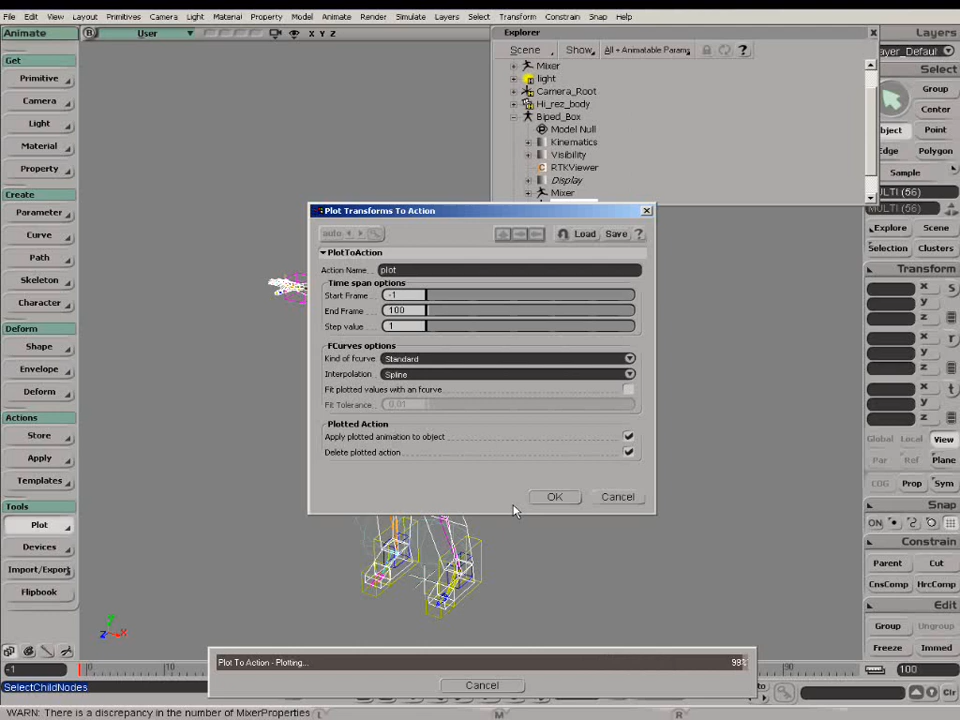 File Edit View Layout Primitives Camera Light Material Property Model Animate Render Simulate Layers Select Transform Constrain Snap Help
Animate
Get
Primitive
Camera
Light
Material
Property
Create
Parameter
Curve
Path
Skeleton
Character
Deform
Shape
Envelope
Deform
Actions
Store
Apply
Templates
Tools
Plot
Devices
Import/Export
Flipbook
R User X Y Z
Explorer
Scene Show All + Animatable Params ?
Mixer
light
Camera_Root
Hi_rez_body
Biped_Box
Model Null
Kinematics
Visibility
RTKViewer
Display
Mixer
Plot Transforms To Action
auto Load Save ?
PlotToAction
Action Name plot
Time span options
Start Frame -1
End Frame 100
Step value 1
FCurves options
Kind of fcurve Standard
Interpolation Spline
Fit plotted values with an fcurve
Fit Tolerance 0.01
Plotted Action
Apply plotted animation to object
Delete plotted action
OK Cancel
Layers
ayer_Defaul
Select
Group
Center
bject Point
dge Polygon
Sample
MULTI (56)
MULTI (56)
Explore Scene
Selection Clusters
Transform
x s
y
z
x r
y
z
x t
y
z
Global Local View
Par Ref Plane
COG Prop Sym
Snap
ON
Constrain
Parent Cut
CnsComp HrcComp
Edit
Group Ungroup
Freeze Immed
Y
Z X
-1 0 10 90 100
Plot To Action - Plotting... 99%
Cancel
SelectChildNodes
Clr
WARN: There is a discrepancy in the number of MixerProperties L M R